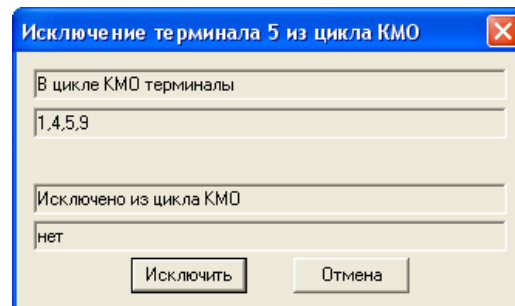 Исключение терминала 5 из цикла КМО
В цикле КМО терминалы
1,4,5,9
Исключено из цикла КМО
нет
Исключить
Отмена